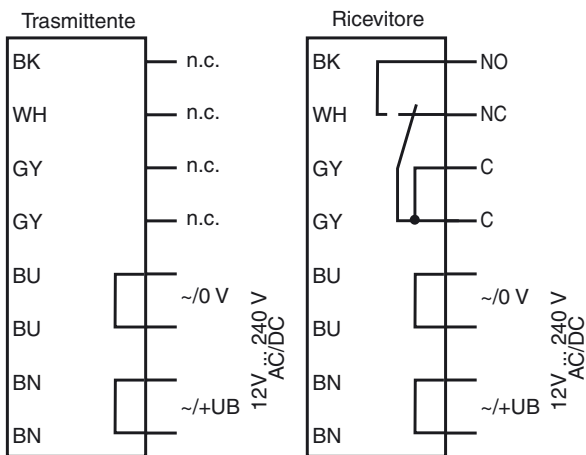 Trasmittente
BK n.c.
WH n.c.
GY n.c.
GY n.c.
BU
~/0 V
BU
BN
~/+UB
BN
12V ... 240 V
AC/DC
Ricevitore
BK NO
WH NC
GY C
GY C
BU
~/0 V
BU
BN
~/+UB
BN
12V ... 240 V
AC/DC